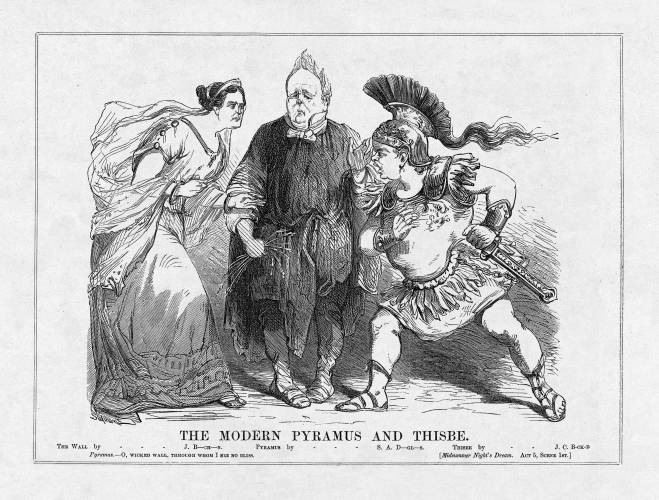 THE MODERN PYRAMUS AND THISBE.
THE WALL by - - - J. B—CH—N. PYRAMUS by - - - S. A. D—GL—S. THISBE by - - - J. C. B-CK-E
Pyramus.—O, WICKED WALL, THROUGH WHOM I SEE NO BLISS. [Midsummer Night's Dream. ACT 5, SCENE 1ST.]